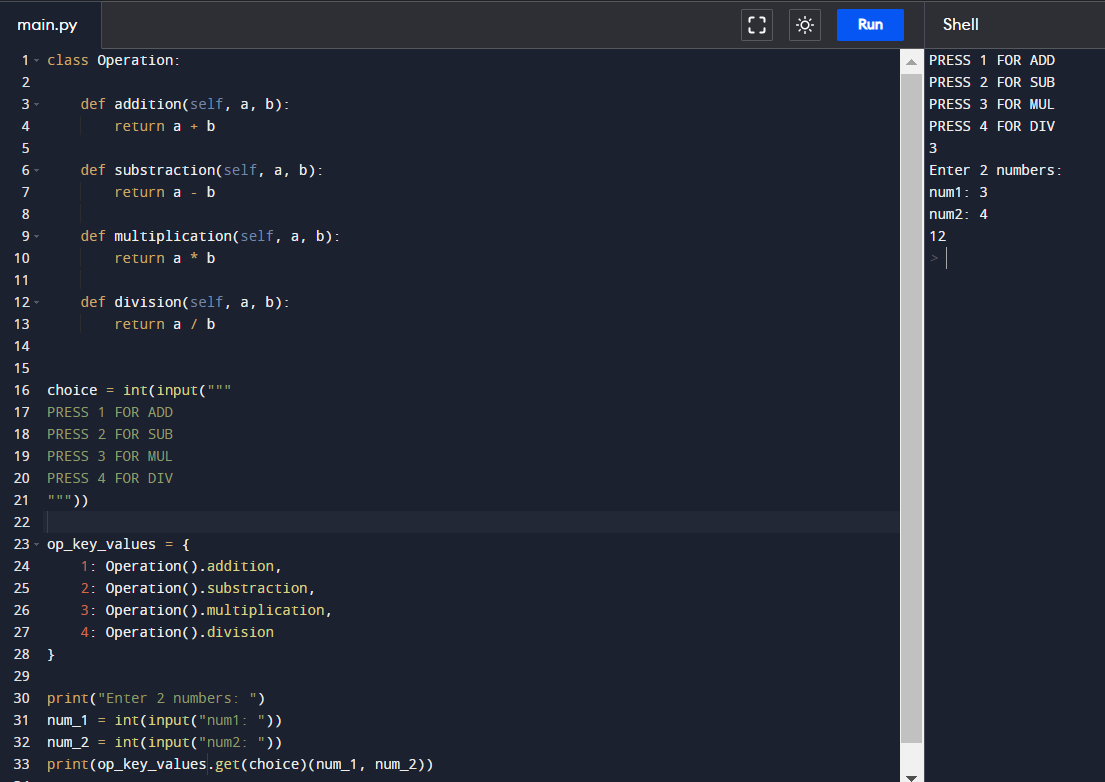 main.py
Run
1 class Operation:
2
3     def addition(self, a, b):
4         return a + b
5
6     def substraction(self, a, b):
7         return a - b
8
9     def multiplication(self, a, b):
10         return a * b
11
12     def division(self, a, b):
13         return a / b
14
15
16 choice = int(input("""
17 PRESS 1 FOR ADD
18 PRESS 2 FOR SUB
19 PRESS 3 FOR MUL
20 PRESS 4 FOR DIV
21 """))
22
23 op_key_values = {
24     1: Operation().addition,
25     2: Operation().substraction,
26     3: Operation().multiplication,
27     4: Operation().division
28 }
29
30 print("Enter 2 numbers: ")
31 num_1 = int(input("num1: "))
32 num_2 = int(input("num2: "))
33 print(op_key_values.get(choice)(num_1, num_2))
Shell
PRESS 1 FOR ADD
PRESS 2 FOR SUB
PRESS 3 FOR MUL
PRESS 4 FOR DIV
3
Enter 2 numbers:
num1: 3
num2: 4
12
>